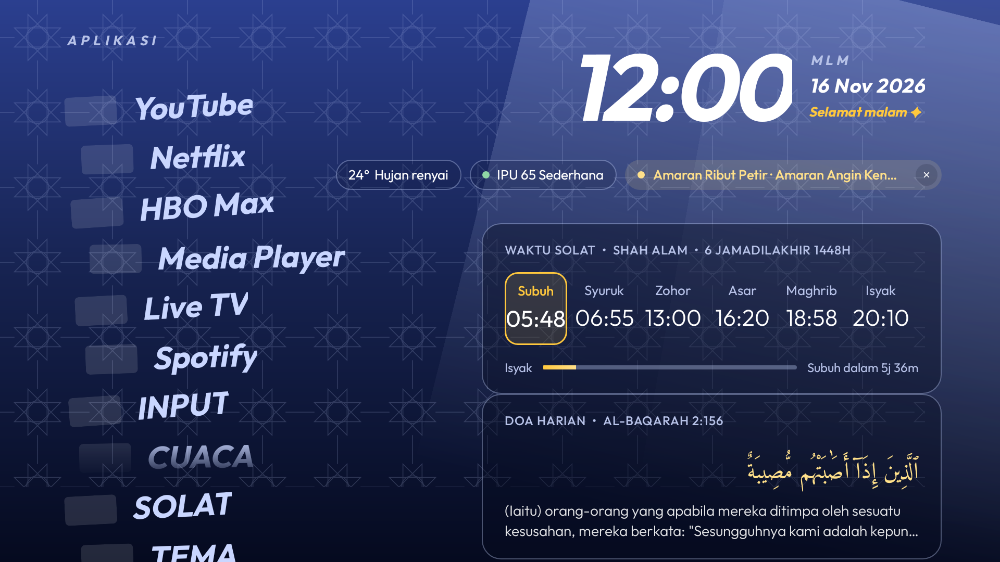 APLIKASI
YouTube
Netflix
HBO Max
Media Player
Live TV
Spotify
INPUT
CUACA
SOLAT
TEMA
12:00
MLM
16 Nov 2026
Selamat malam ✦
24° Hujan renyai
IPU 65 Sederhana
Amaran Ribut Petir · Amaran Angin Ken...
×
WAKTU SOLAT • SHAH ALAM • 6 JAMADILAKHIR 1448H
Subuh Syuruk Zohor Asar Maghrib Isyak
05:48 06:55 13:00 16:20 18:58 20:10
Isyak Subuh dalam 5j 36m
DOA HARIAN • AL-BAQARAH 2:156
ٱلَّذِينَ إِذَآ أَصَٰبَتْهُم مُّصِيبَةٌ
(Iaitu) orang-orang yang apabila mereka ditimpa oleh sesuatu
kesusahan, mereka berkata: "Sesungguhnya kami adalah kepun...